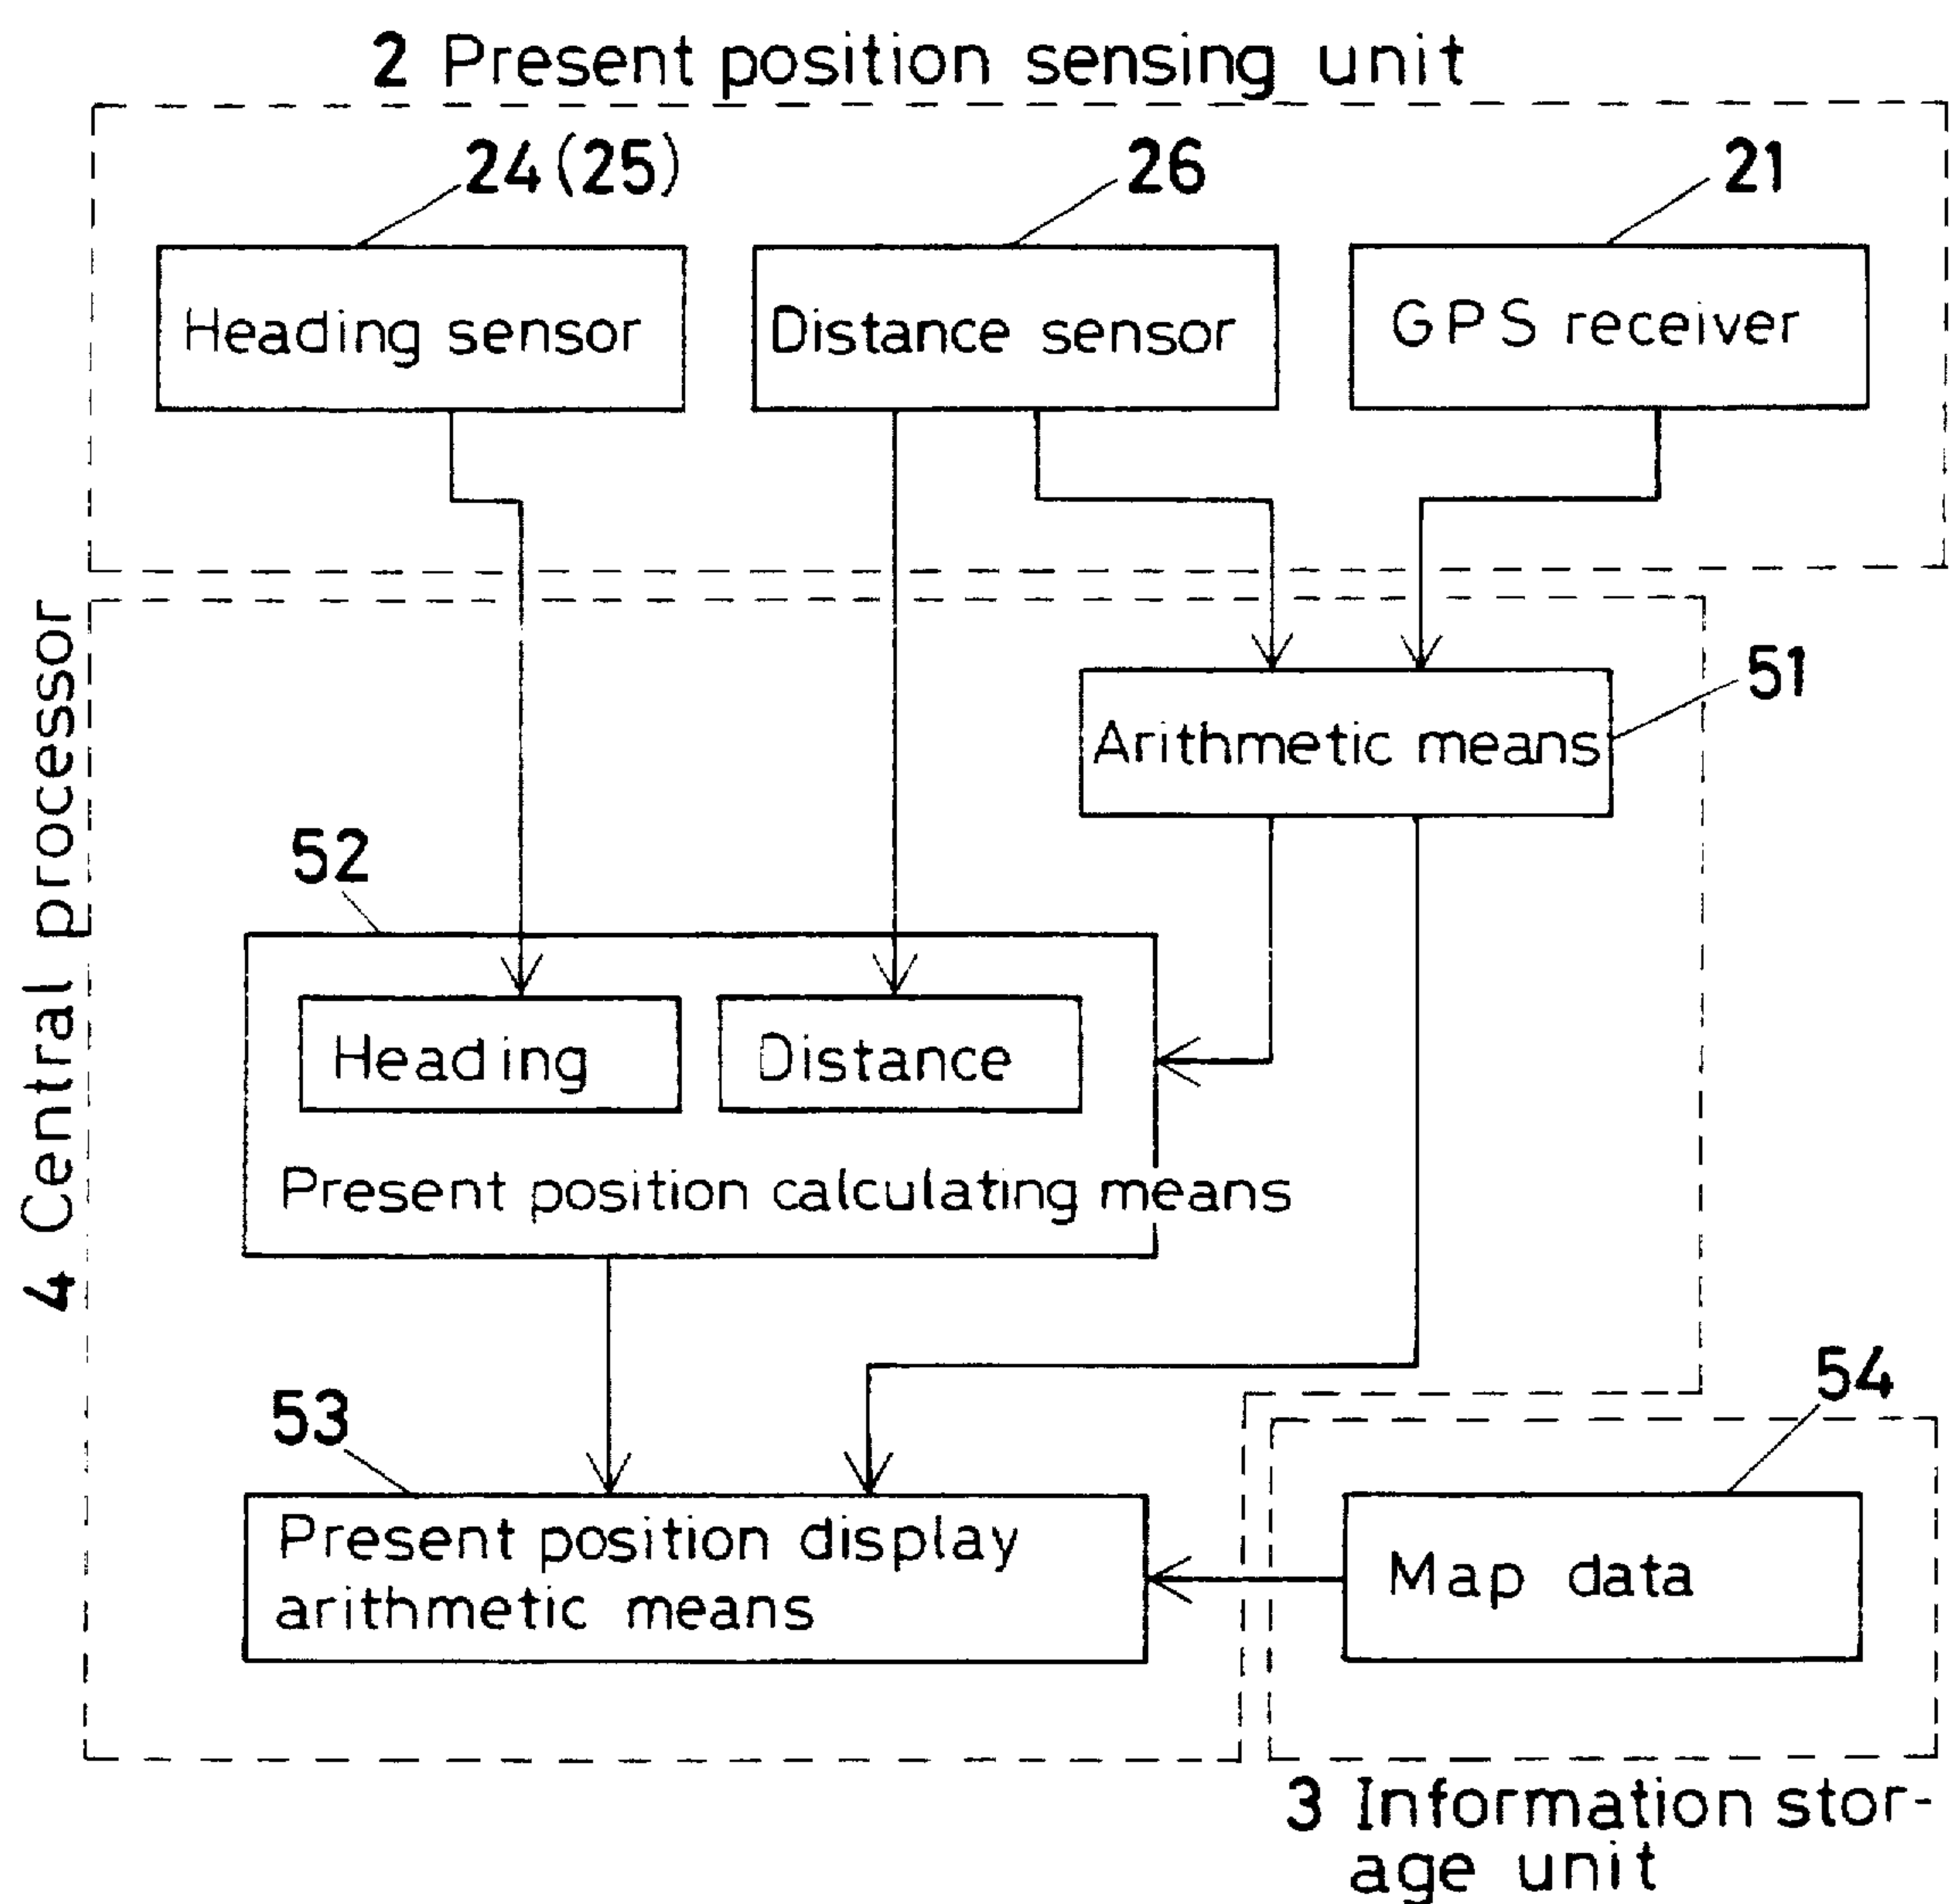 2 Present position sensing unit
24 (25)
26
21
Heading sensor
Distance sensor
GPS receiver
4 Central processor
51
Arithmetic means
52
Heading
Distance
Present position calculating means
53
54
Present position display
arithmetic means
Map data
3 Information stor-
age unit